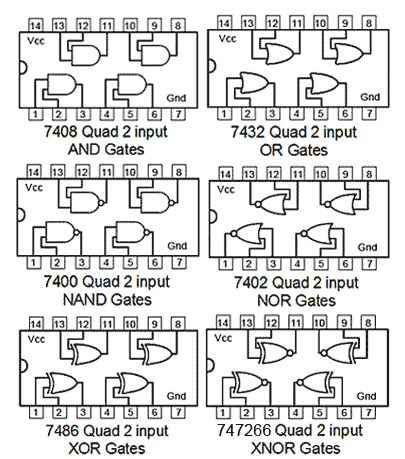 14 13 12 11 10 9 8
Vcc
Gnd
1 2 3 4 5 6 7
7408 Quad 2 input
AND Gates
14 13 12 11 10 9 8
Vcc
Gnd
1 2 3 4 5 6 7
7432 Quad 2 input
OR Gates
14 13 12 11 10 9 8
Vcc
Gnd
1 2 3 4 5 6 7
7400 Quad 2 input
NAND Gates
14 13 12 11 10 9 8
Vcc
Gnd
1 2 3 4 5 6 7
7402 Quad 2 input
NOR Gates
14 13 12 11 10 9 8
Vcc
Gnd
1 2 3 4 5 6 7
7486 Quad 2 input
XOR Gates
14 13 12 11 10 9 8
Vcc
Gnd
1 2 3 4 5 6 7
747266 Quad 2 input
XNOR Gates